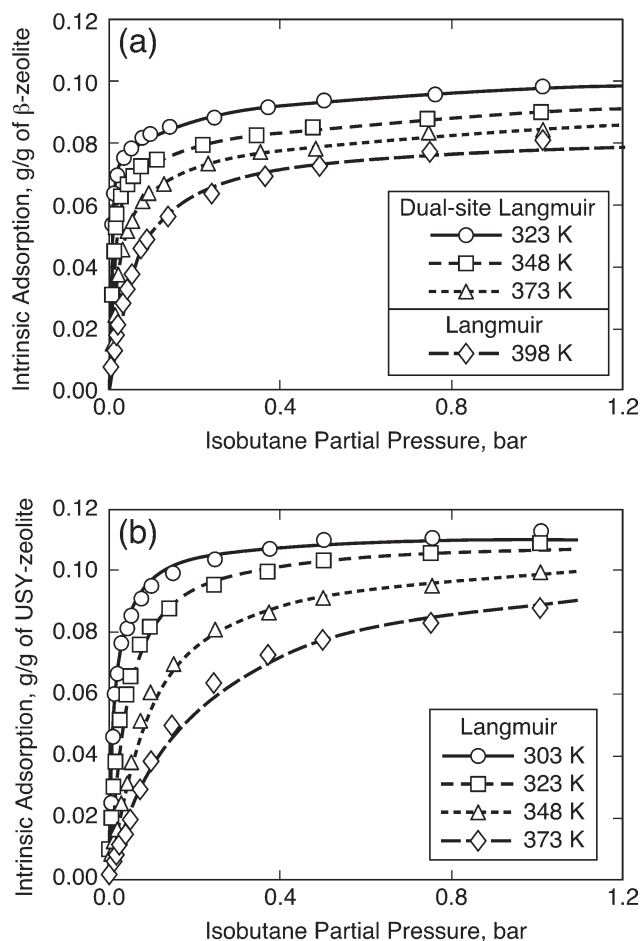 (a)
Intrinsic Adsorption, g/g of β-zeolite
0.12
0.10
0.08
0.06
0.04
0.02
0.00
Dual-site Langmuir
323 K
348 K
373 K
Langmuir
398 K
0.0 0.4 0.8 1.2
Isobutane Partial Pressure, bar
(b)
Intrinsic Adsorption, g/g of USY-zeolite
0.12
0.10
0.08
0.06
0.04
0.02
0.00
Langmuir
303 K
323 K
348 K
373 K
0.0 0.4 0.8 1.2
Isobutane Partial Pressure, bar